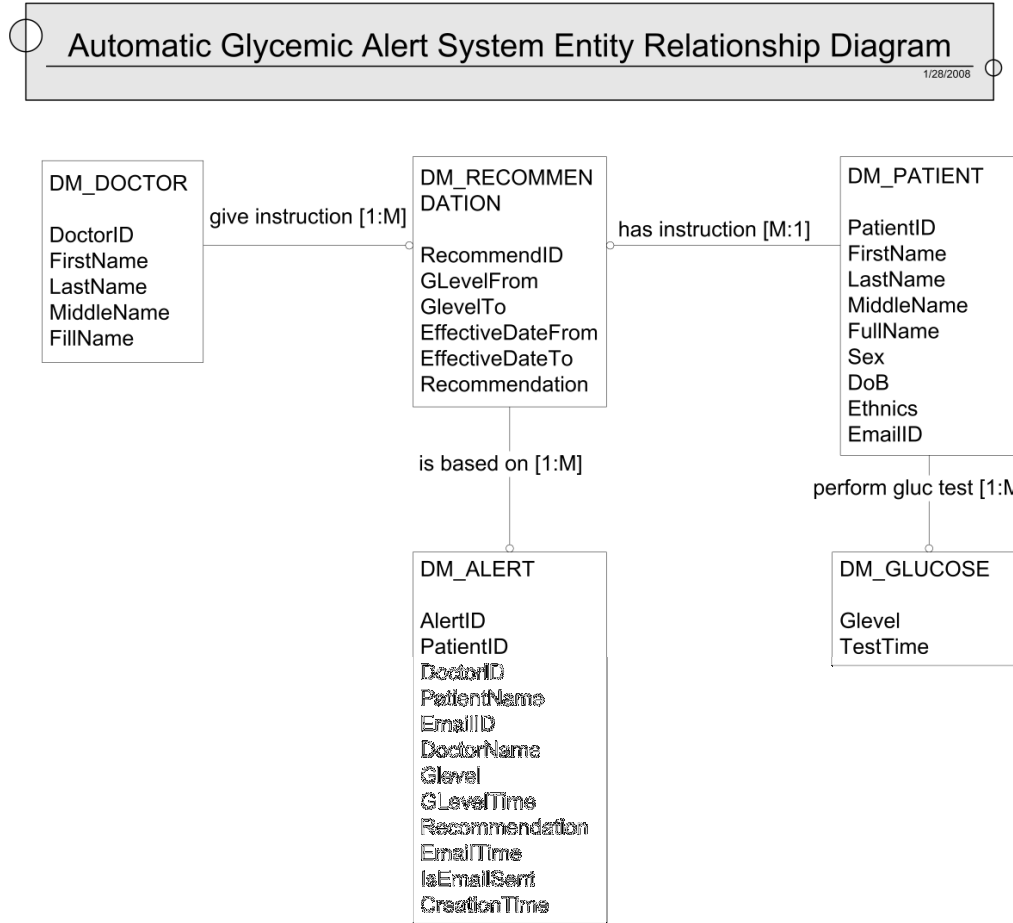 Automatic Glycemic Alert System Entity Relationship Diagram
1/28/2008
DM_DOCTOR
DoctorID
FirstName
LastName
MiddleName
FillName
give instruction [1:M]
DM_RECOMMEN
DATION
RecommendID
GLevelFrom
GlevelTo
EffectiveDateFrom
EffectiveDateTo
Recommendation
has instruction [M:1]
DM_PATIENT
PatientID
FirstName
LastName
MiddleName
FullName
Sex
DoB
Ethnics
EmailID
is based on [1:M]
perform gluc test [1:M
DM_ALERT
AlertID
PatientID
DoctorID
PatientName
EmailID
DoctorName
Glevel
GLevelTime
Recommendation
EmailTime
IsEmailSent
CreationTime
DM_GLUCOSE
Glevel
TestTime